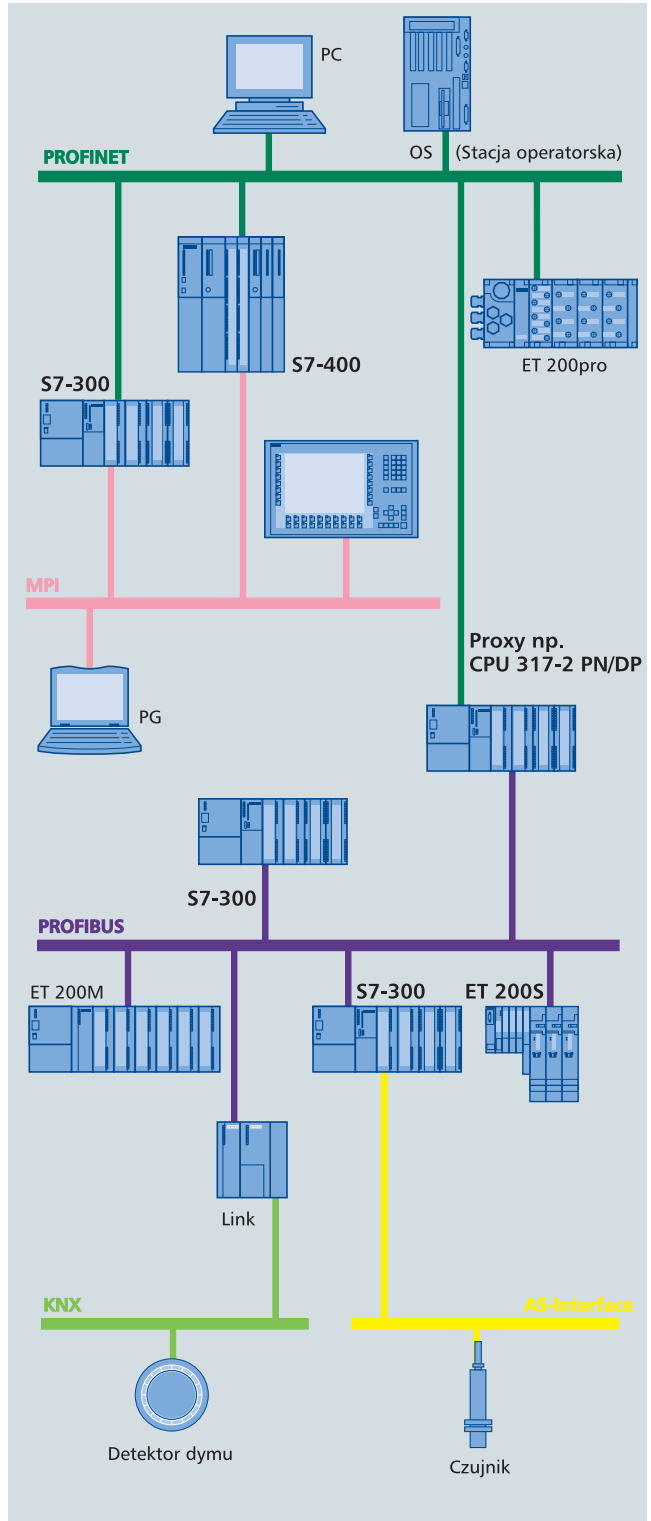 PC
PROFINET
OS (Stacja operatorska)
ET 200pro
S7-400
S7-300
MPI
Proxy np.
CPU 317-2 PN/DP
PG
S7-300
PROFIBUS
ET 200M
S7-300
ET 200S
Link
KNX
AS-Interface
Detektor dymu
Czujnik